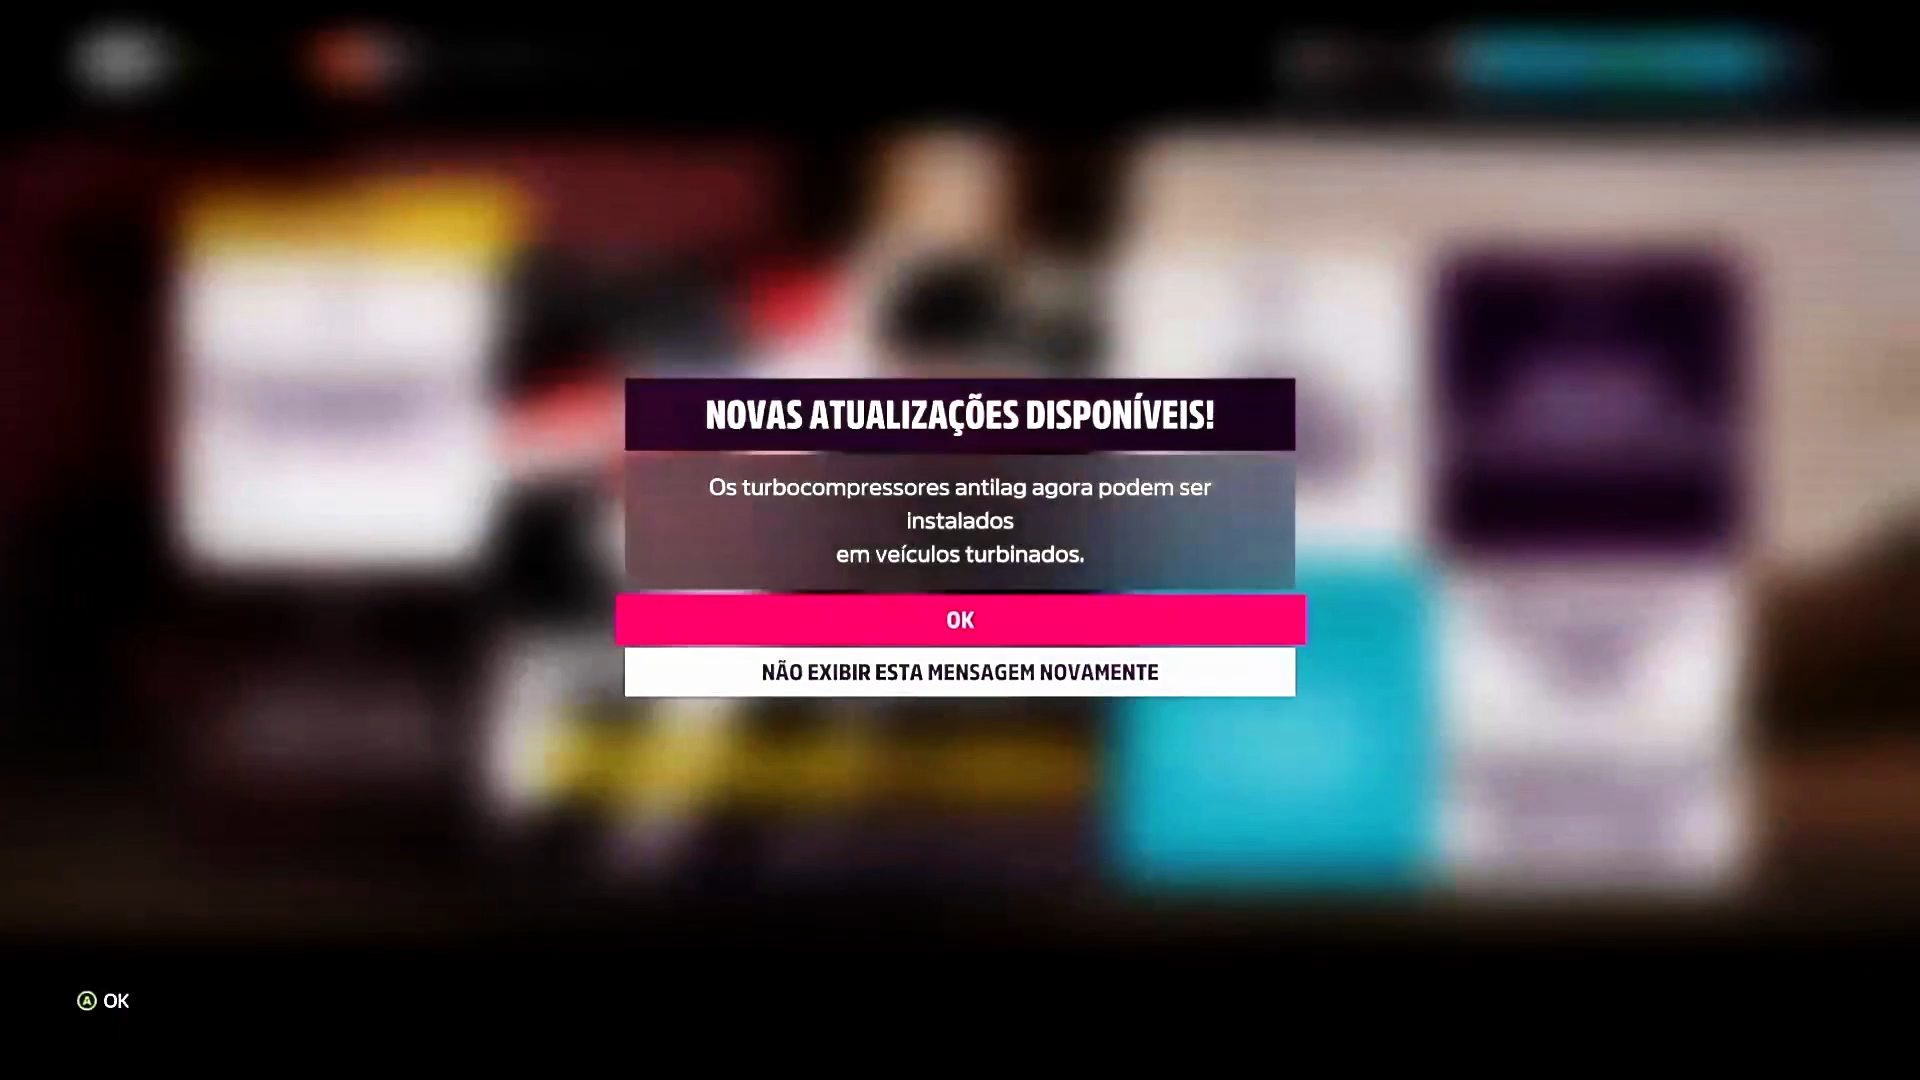 NOVAS ATUALIZAÇÕES DISPONÍVEIS!
Os turbocompressores antilag agora podem ser
instalados
em veículos turbinados.
OK
NÃO EXIBIR ESTA MENSAGEM NOVAMENTE
A OK